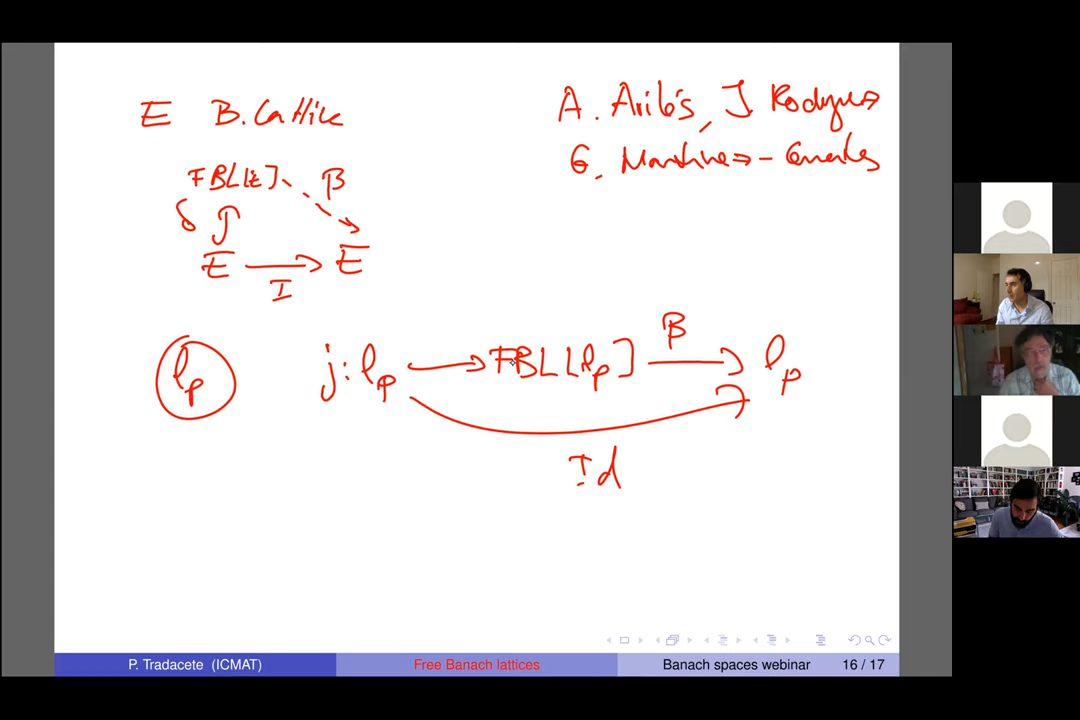 E B. Lattice
A. Avilés, J Rodríguez
G. Martínez - Cervantes
FBL[E] β
δ
E → E
I
ℓp j: ℓp → FBL[ℓp] β → ℓp
Id
P. Tradacete (ICMAT) Free Banach lattices Banach spaces webinar 16 / 17